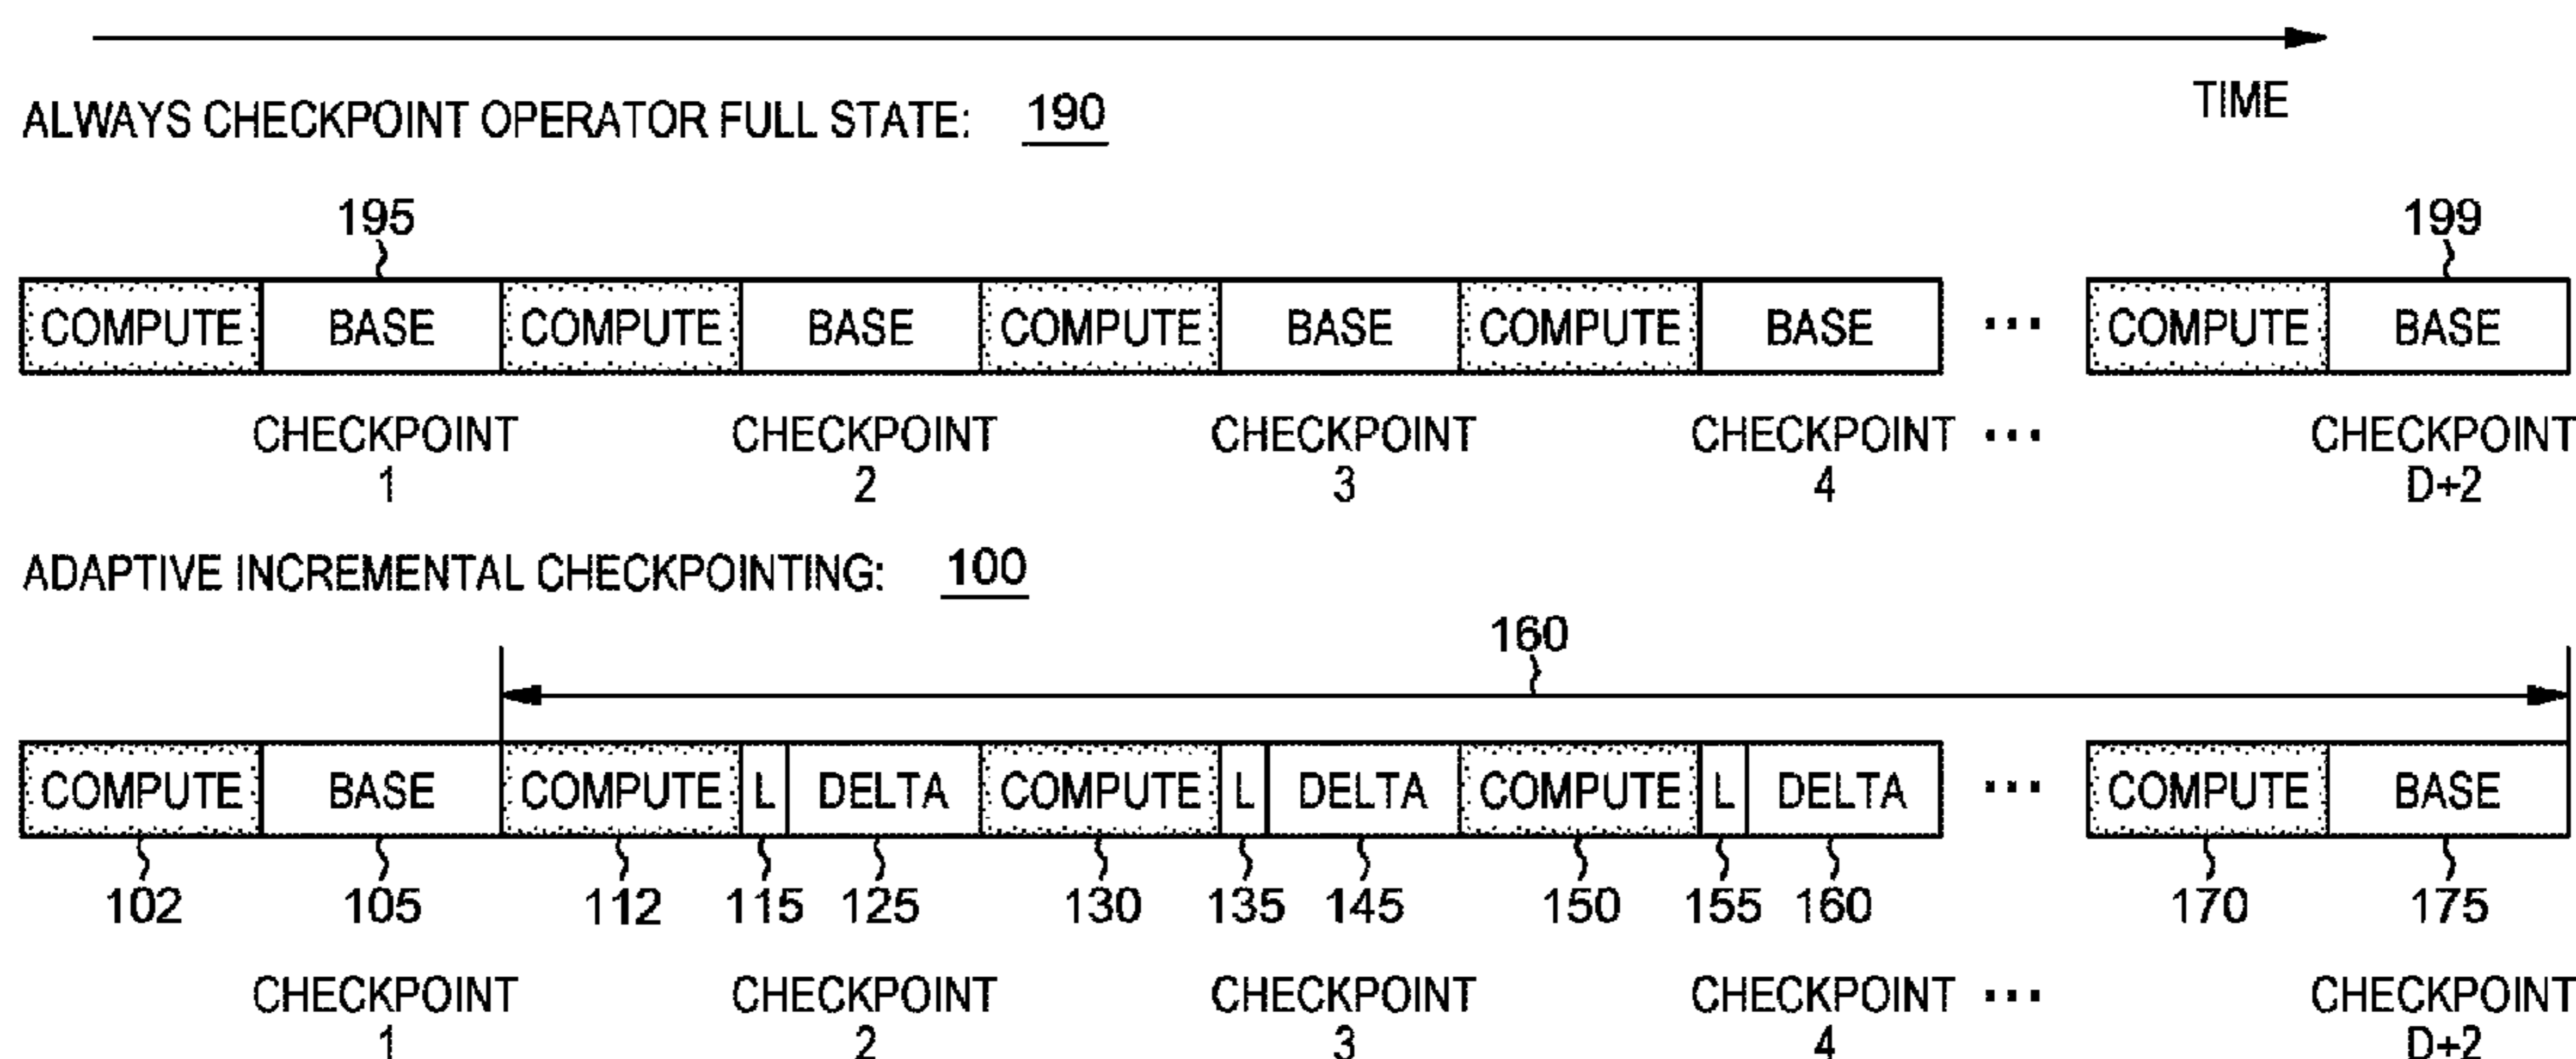 TIME
ALWAYS CHECKPOINT OPERATOR FULL STATE: 190
195 199
COMPUTE BASE COMPUTE BASE COMPUTE BASE COMPUTE BASE ... COMPUTE BASE
CHECKPOINT CHECKPOINT CHECKPOINT CHECKPOINT ... CHECKPOINT
1 2 3 4 D+2
ADAPTIVE INCREMENTAL CHECKPOINTING: 100
160
COMPUTE BASE COMPUTE L DELTA COMPUTE L DELTA COMPUTE L DELTA ... COMPUTE BASE
102 105 112 115 125 130 135 145 150 155 160 170 175
CHECKPOINT CHECKPOINT CHECKPOINT CHECKPOINT ... CHECKPOINT
1 2 3 4 D+2